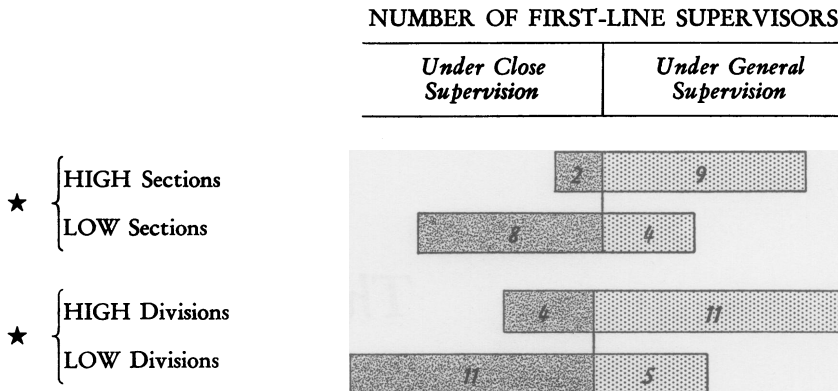 NUMBER OF FIRST-LINE SUPERVISORS
Under Close Supervision
Under General Supervision
HIGH Sections
2
9
LOW Sections
8
4
HIGH Divisions
4
11
LOW Divisions
11
5